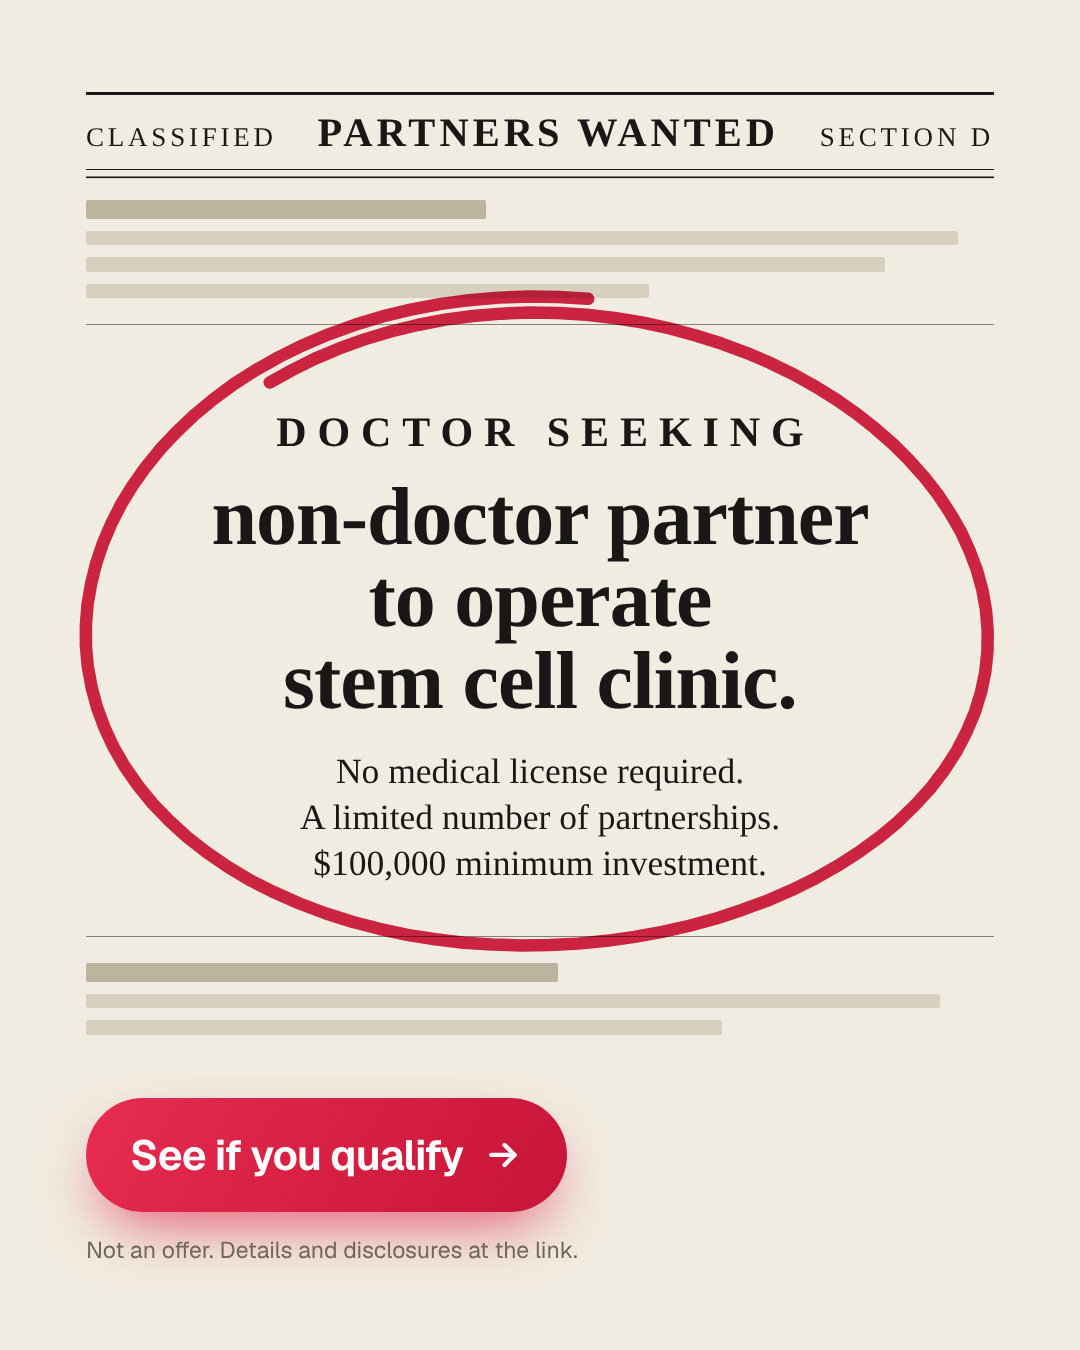 CLASSIFIED PARTNERS WANTED SECTION D
DOCTOR SEEKING
non-doctor partner
to operate
stem cell clinic.
No medical license required.
A limited number of partnerships.
$100,000 minimum investment.
See if you qualify →
Not an offer. Details and disclosures at the link.